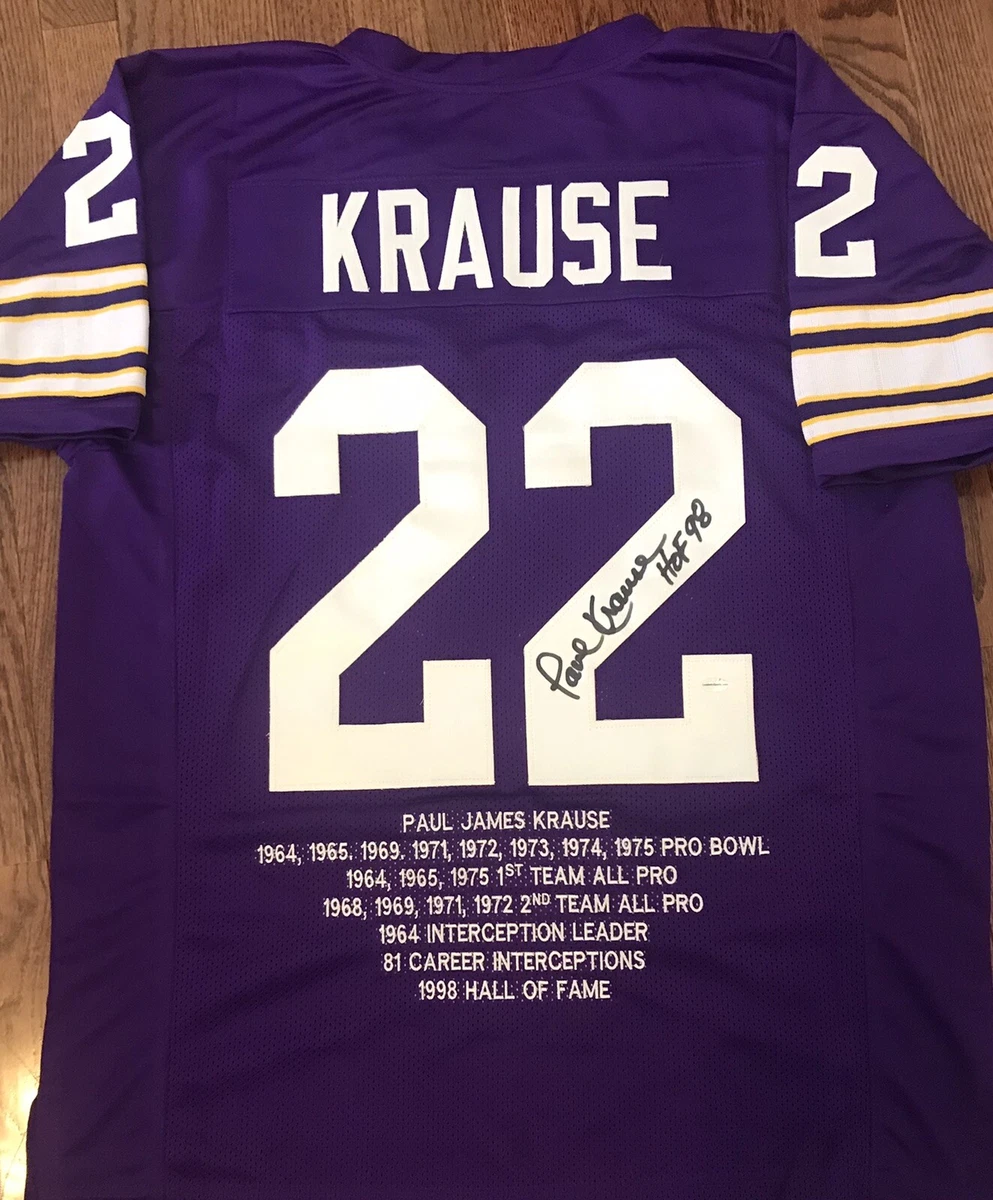 2
2
KRAUSE
22
Paul Krause HOF 98
PAUL JAMES KRAUSE
1964, 1965. 1969. 1971, 1972, 1973, 1974, 1975 PRO BOWL
1964, 1965, 1975 1ST TEAM ALL PRO
1968, 1969, 1971, 1972 2ND TEAM ALL PRO
1964 INTERCEPTION LEADER
81 CAREER INTERCEPTIONS
1998 HALL OF FAME